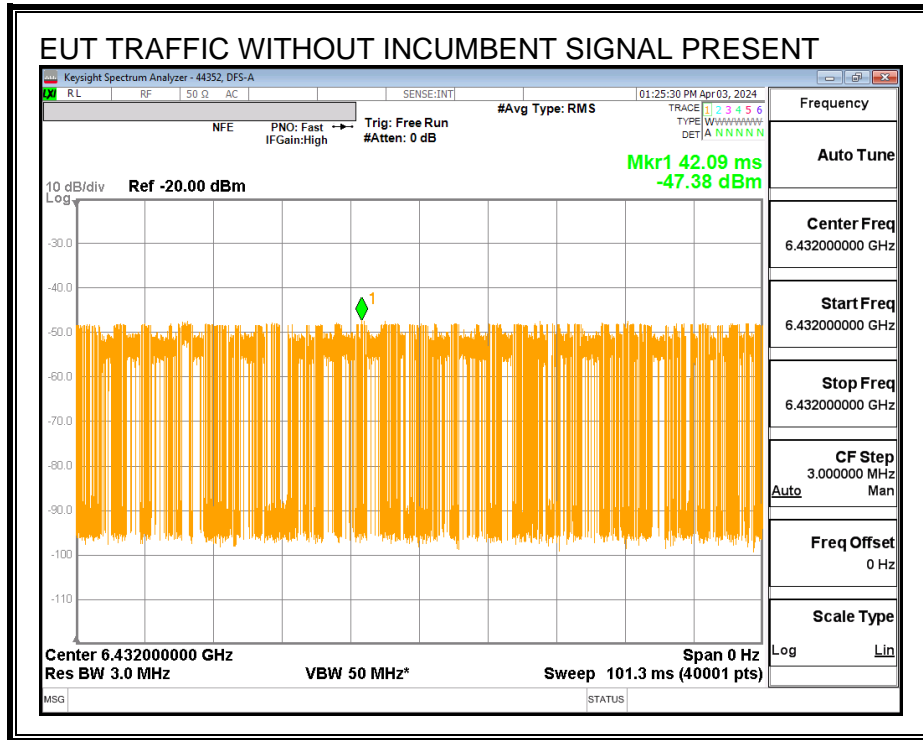 EUT TRAFFIC WITHOUT INCUMBENT SIGNAL PRESENT
Keysight Spectrum Analyzer - 44352, DFS-A
LXI RL RF 50 Ω AC SENSE:INT 01:25:30 PM Apr 03, 2024
NFE PNO: Fast IFGain:High
Trig: Free Run
#Atten: 0 dB
#Avg Type: RMS
TRACE 1 2 3 4 5 6
TYPE WWWWWWW
DET A N N N N N
Mkr1 42.09 ms
-47.38 dBm
10 dB/div Ref -20.00 dBm
Log
-30.0
-40.0
-50.0
-60.0
-70.0
-80.0
-90.0
-100
-110
1
Center 6.432000000 GHz Span 0 Hz
Res BW 3.0 MHz VBW 50 MHz* Sweep 101.3 ms (40001 pts)
MSG STATUS
Frequency
Auto Tune
Center Freq
6.432000000 GHz
Start Freq
6.432000000 GHz
Stop Freq
6.432000000 GHz
CF Step
3.000000 MHz
Auto Man
Freq Offset
0 Hz
Scale Type
Log Lin